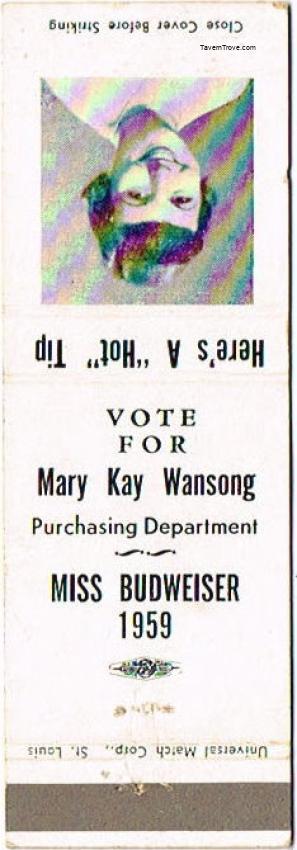 Close Cover Before Striking
TavernTrove.com
Here's A "Hot" Tip
VOTE
FOR
Mary Kay Wansong
Purchasing Department
MISS BUDWEISER
1959
Universal Match Corp., St. Louis